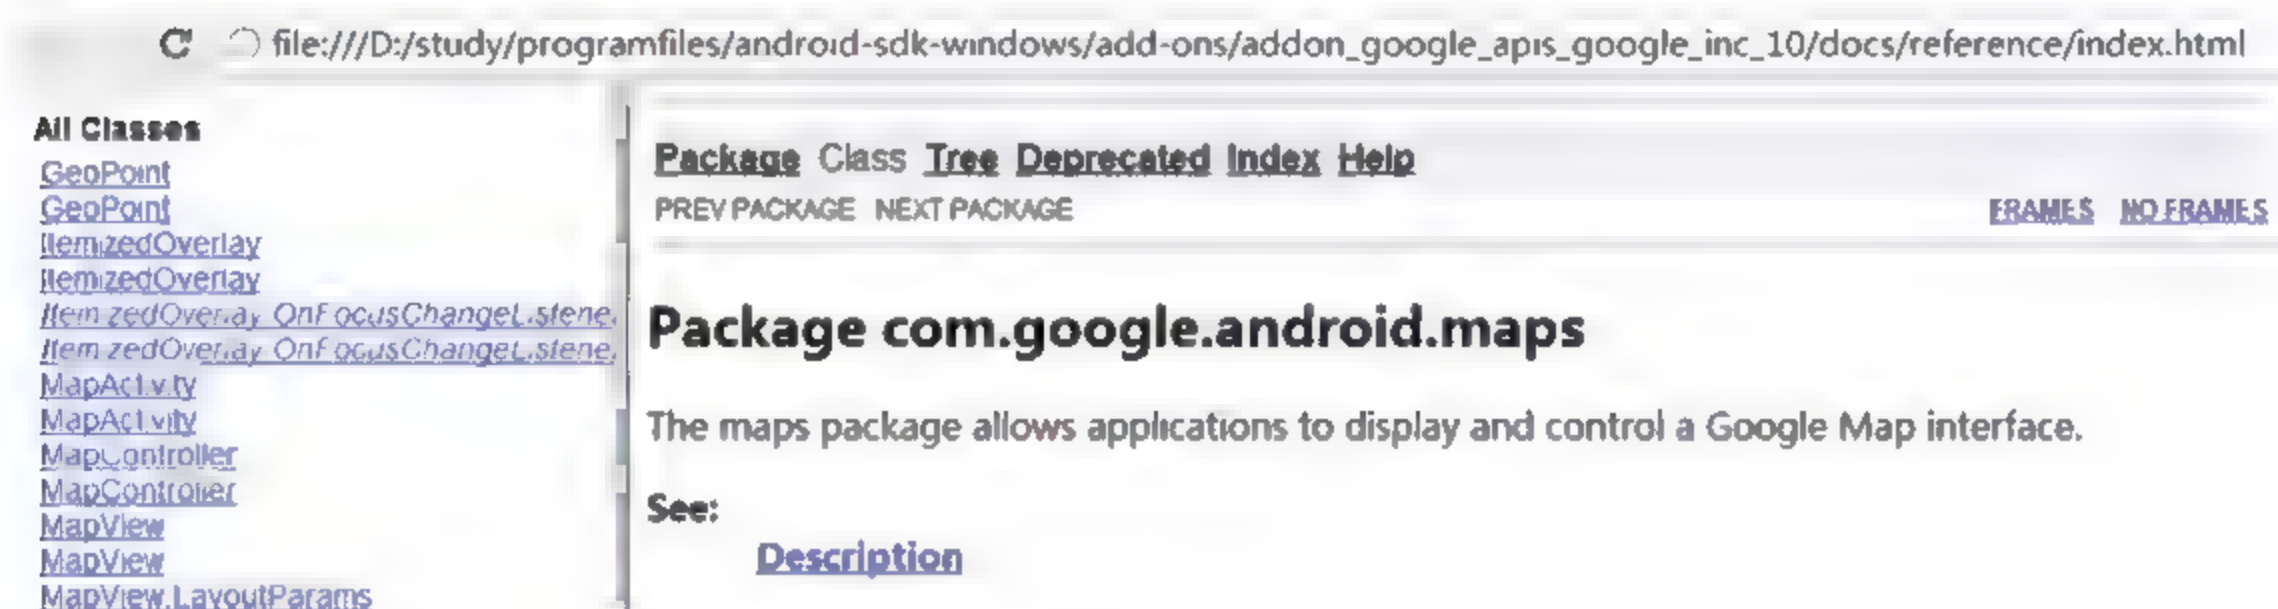 file:///D:/study/programfiles/android-sdk-windows/add-ons/addon_google_apis_google_inc_10/docs/reference/index.html
All Classes
GeoPoint
GeoPoint
ItemizedOverlay
ItemizedOverlay
ItemizedOverlay.OnFocusChangeListene
ItemizedOverlay.OnFocusChangeListene
MapActivity
MapActivity
MapController
MapController
MapView
MapView
MapView.LayoutParams
Package Class Tree Deprecated Index Help
PREV PACKAGE NEXT PACKAGE
FRAMES NO FRAMES
Package com.google.android.maps
The maps package allows applications to display and control a Google Map interface.
See:
Description